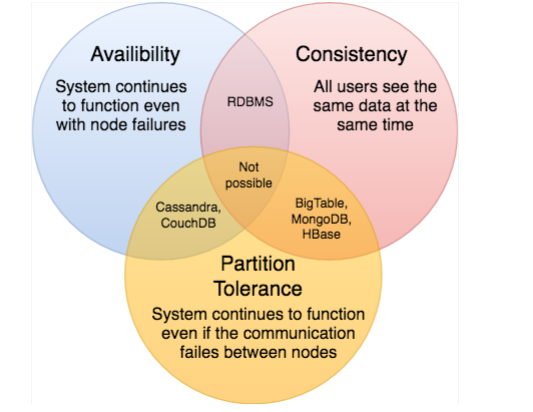 Availibility
System continues
to function even
with node failures
Consistency
All users see the
same data at the
same time
RDBMS
Not
possible
Cassandra,
CouchDB
BigTable,
MongoDB,
HBase
Partition
Tolerance
System continues to function
even if the communication
failes between nodes